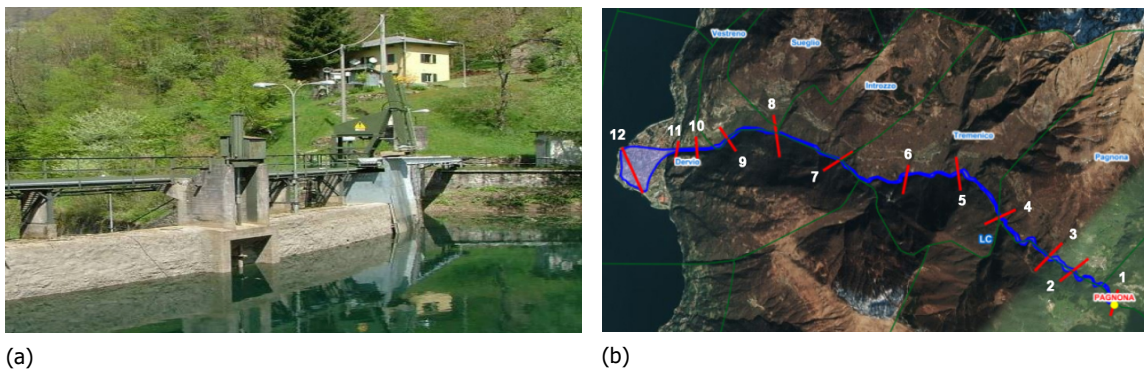 Vestreno
Sueglio
8
Introzzo
12
11
10
Tremenico
Dervio
9
6
Pagnona
7
5
4
LC
3
2
1
PAGNONA
(a)
(b)